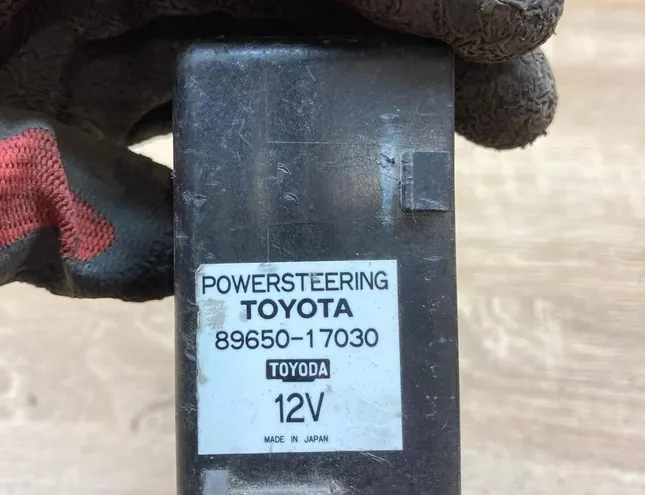 POWERSTEERING
TOYOTA
89650-17030
TOYODA
12V
MADE IN JAPAN